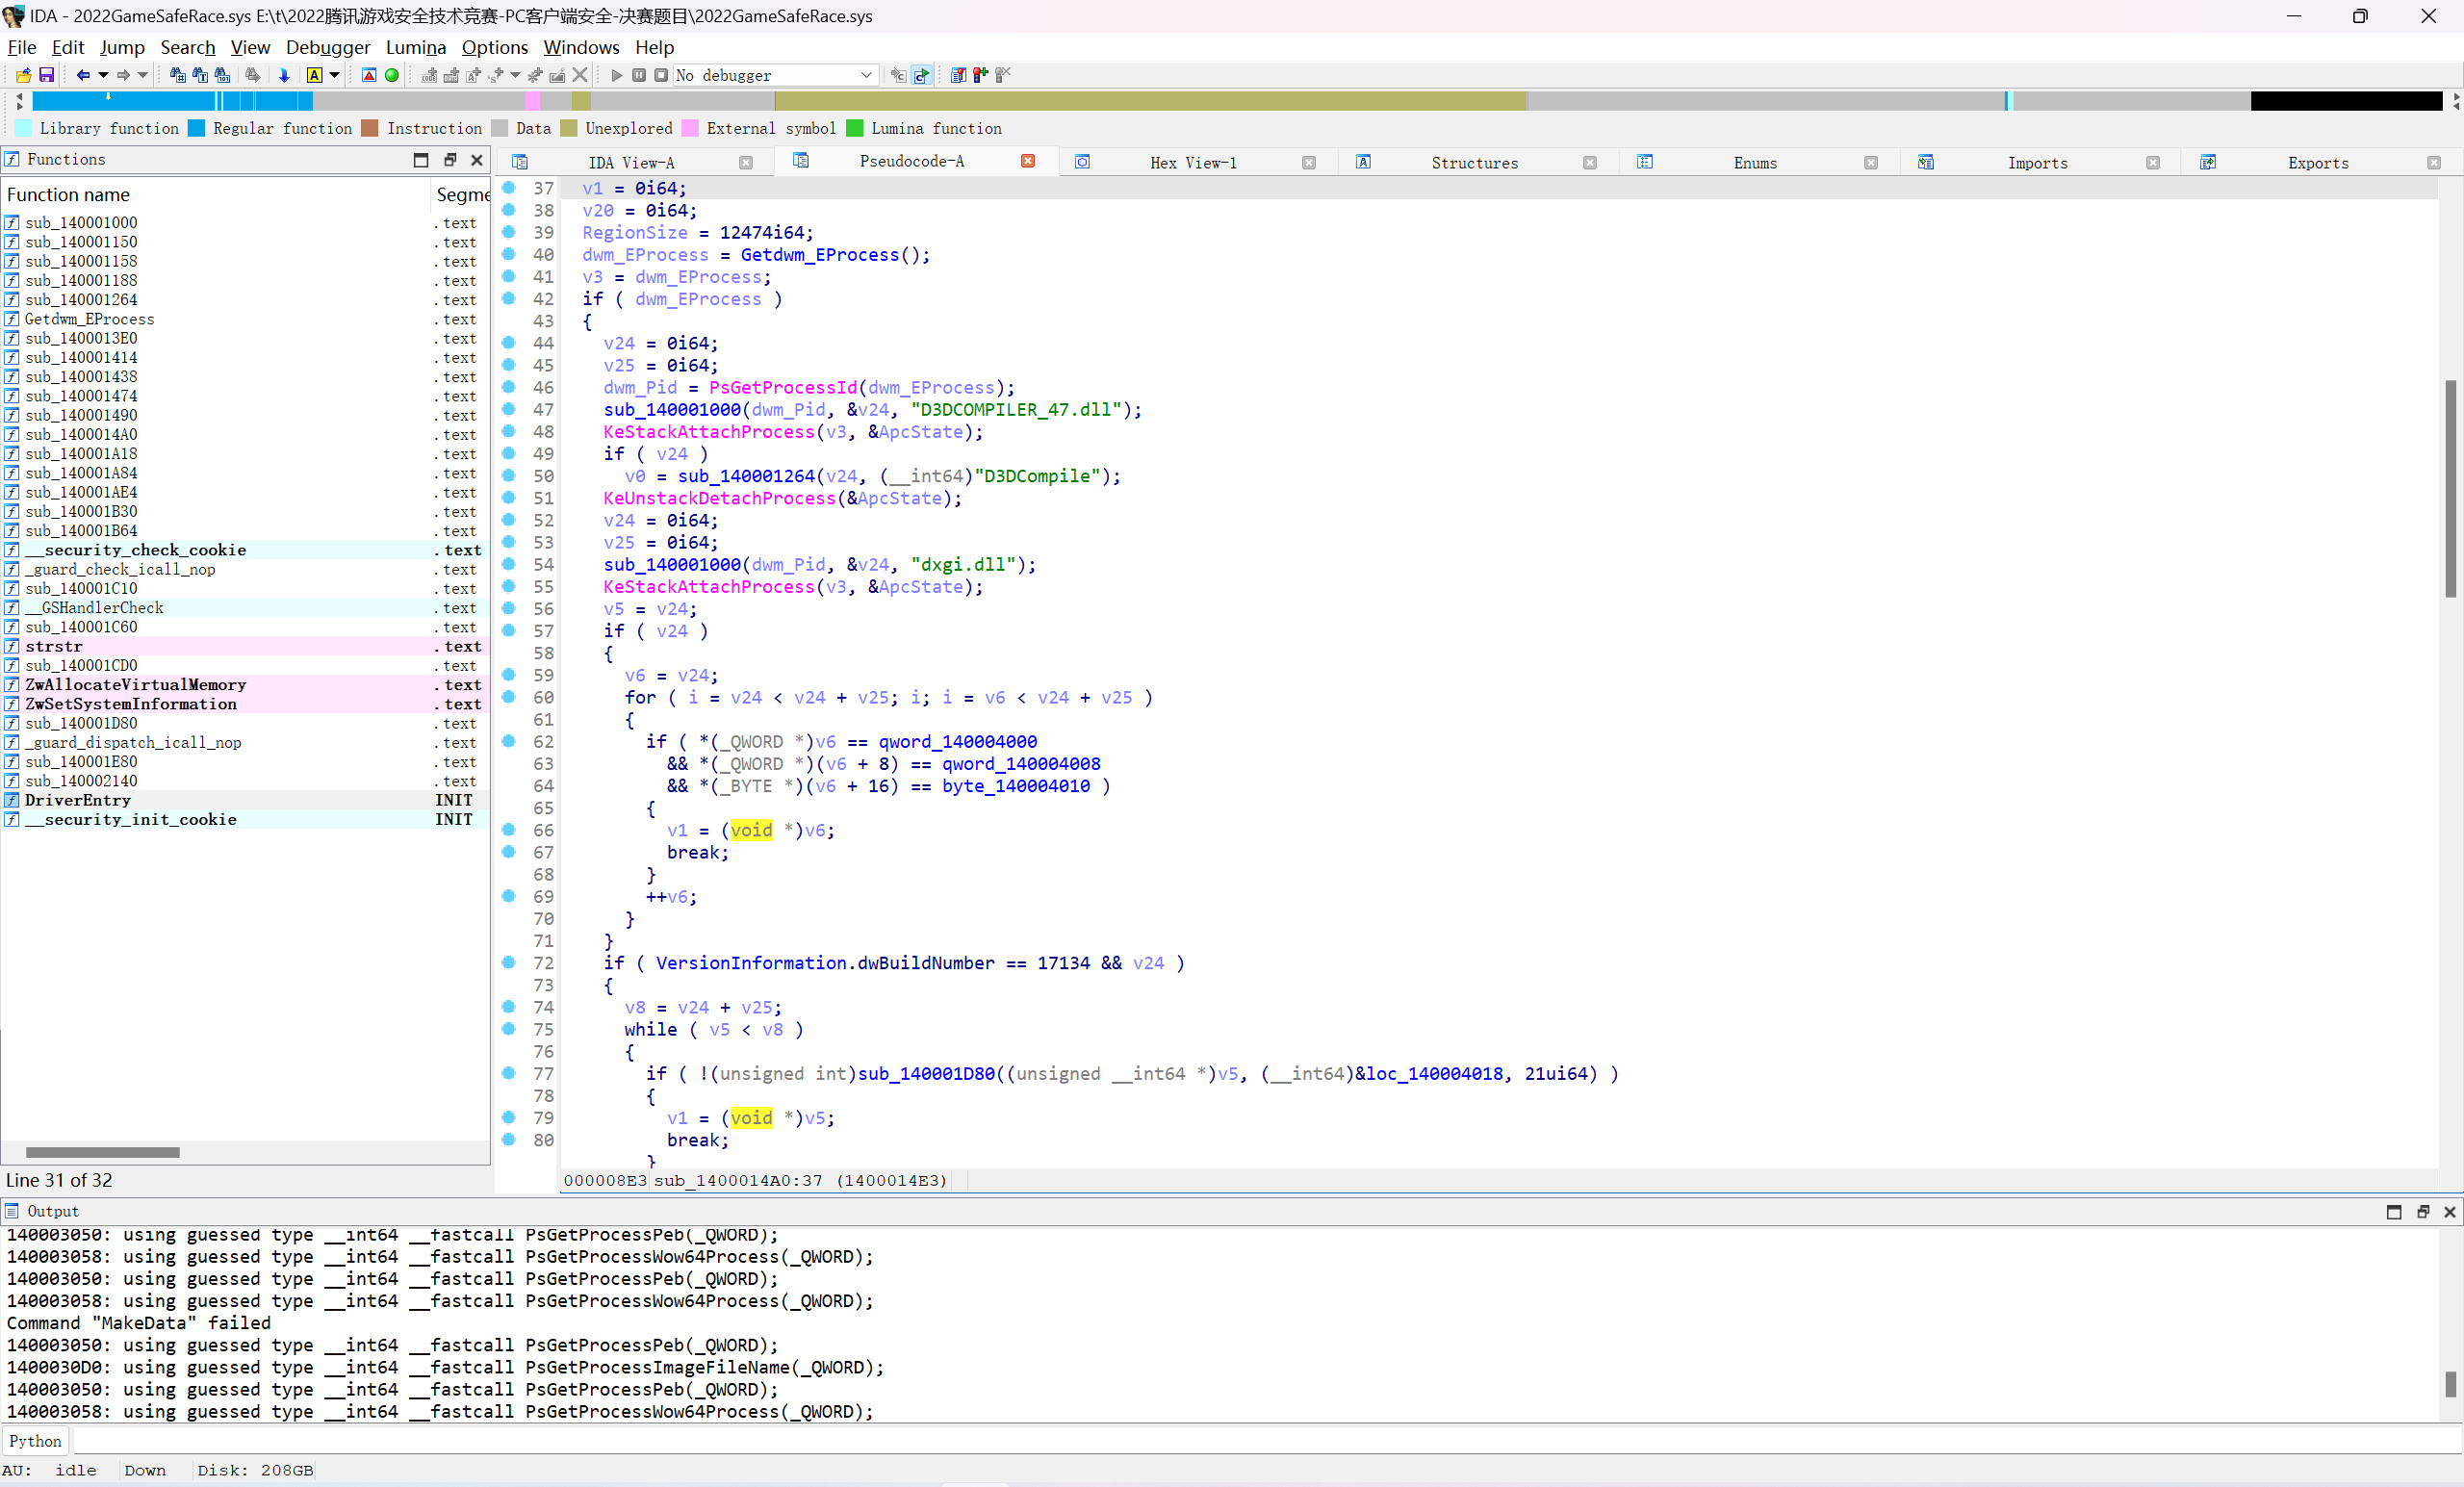 IDA - 2022GameSafeRace.sys E:\t\2022腾讯游戏安全技术竞赛-PC客户端安全-决赛题目\2022GameSafeRace.sys
File Edit Jump Search View Debugger Lumina Options Windows Help
No debugger
Library function Regular function Instruction Data Unexplored External symbol Lumina function
Functions
Function name Segme
sub_140001000 .text
sub_140001150 .text
sub_140001158 .text
sub_140001188 .text
sub_140001264 .text
Getdwm_EProcess .text
sub_1400013E0 .text
sub_140001414 .text
sub_140001438 .text
sub_140001474 .text
sub_140001490 .text
sub_1400014A0 .text
sub_140001A18 .text
sub_140001A84 .text
sub_140001AE4 .text
sub_140001B30 .text
sub_140001B64 .text
__security_check_cookie .text
_guard_check_icall_nop .text
sub_140001C10 .text
__GSHandlerCheck .text
sub_140001C60 .text
strstr .text
sub_140001CD0 .text
ZwAllocateVirtualMemory .text
ZwSetSystemInformation .text
sub_140001D80 .text
_guard_dispatch_icall_nop .text
sub_140001E80 .text
sub_140002140 .text
DriverEntry INIT
__security_init_cookie INIT
Line 31 of 32
IDA View-A Pseudocode-A Hex View-1 Structures Enums Imports Exports
37 v1 = 0i64;
38 v20 = 0i64;
39 RegionSize = 12474i64;
40 dwm_EProcess = Getdwm_EProcess();
41 v3 = dwm_EProcess;
42 if ( dwm_EProcess )
43 {
44 v24 = 0i64;
45 v25 = 0i64;
46 dwm_Pid = PsGetProcessId(dwm_EProcess);
47 sub_140001000(dwm_Pid, &v24, "D3DCOMPILER_47.dll");
48 KeStackAttachProcess(v3, &ApcState);
49 if ( v24 )
50 v0 = sub_140001264(v24, (__int64)"D3DCompile");
51 KeUnstackDetachProcess(&ApcState);
52 v24 = 0i64;
53 v25 = 0i64;
54 sub_140001000(dwm_Pid, &v24, "dxgi.dll");
55 KeStackAttachProcess(v3, &ApcState);
56 v5 = v24;
57 if ( v24 )
58 {
59 v6 = v24;
60 for ( i = v24 < v24 + v25; i; i = v6 < v24 + v25 )
61 {
62 if ( *(_QWORD *)v6 == qword_140004000
63 && *(_QWORD *)(v6 + 8) == qword_140004008
64 && *(_BYTE *)(v6 + 16) == byte_140004010 )
65 {
66 v1 = (void *)v6;
67 break;
68 }
69 ++v6;
70 }
71 }
72 if ( VersionInformation.dwBuildNumber == 17134 && v24 )
73 {
74 v8 = v24 + v25;
75 while ( v5 < v8 )
76 {
77 if ( !(unsigned int)sub_140001D80((unsigned __int64 *)v5, (__int64)&loc_140004018, 21ui64) )
78 {
79 v1 = (void *)v5;
80 break;
}
000008E3 sub_1400014A0:37 (1400014E3)
Output
140003050: using guessed type __int64 __fastcall PsGetProcessPeb(_QWORD);
140003058: using guessed type __int64 __fastcall PsGetProcessWow64Process(_QWORD);
140003050: using guessed type __int64 __fastcall PsGetProcessPeb(_QWORD);
140003058: using guessed type __int64 __fastcall PsGetProcessWow64Process(_QWORD);
Command "MakeData" failed
140003050: using guessed type __int64 __fastcall PsGetProcessPeb(_QWORD);
1400030D0: using guessed type __int64 __fastcall PsGetProcessImageFileName(_QWORD);
140003050: using guessed type __int64 __fastcall PsGetProcessPeb(_QWORD);
140003058: using guessed type __int64 __fastcall PsGetProcessWow64Process(_QWORD);
Python
AU: idle Down Disk: 208GB